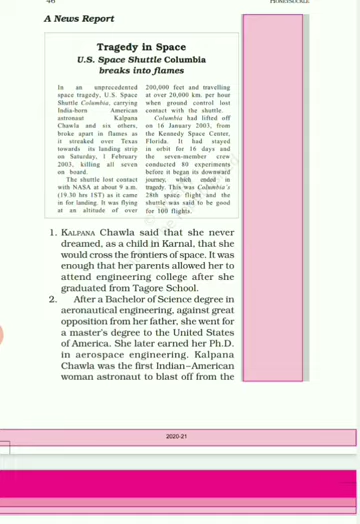 46
HONEYSUCKLE
A News Report
Tragedy in Space
U.S. Space Shuttle Columbia
breaks into flames
In an unprecedented
space tragedy, U.S. Space
Shuttle Columbia, carrying
India-born American
astronaut Kalpana
Chawla and six others,
broke apart in flames as
it streaked over Texas
towards its landing strip
on Saturday, 1 February
2003, killing all seven
on board.
The shuttle lost contact
with NASA at about 9 a.m.
(19.30 hrs IST) as it came
in for landing. It was flying
at an altitude of over
200,000 feet and travelling
at over 20,000 km. per hour
when ground control lost
contact with the shuttle.
Columbia had lifted off
on 16 January 2003, from
the Kennedy Space Center,
Florida. It had stayed
in orbit for 16 days and
the seven-member crew
conducted 80 experiments
before it began its downward
journey, which ended in
tragedy. This was Columbia's
28th space flight and the
shuttle was said to be good
for 100 flights.
1. KALPANA Chawla said that she never
dreamed, as a child in Karnal, that she
would cross the frontiers of space. It was
enough that her parents allowed her to
attend engineering college after she
graduated from Tagore School.
2. After a Bachelor of Science degree in
aeronautical engineering, against great
opposition from her father, she went for
a master's degree to the United States
of America. She later earned her Ph.D.
in aerospace engineering. Kalpana
Chawla was the first Indian–American
woman astronaut to blast off from the
2020-21